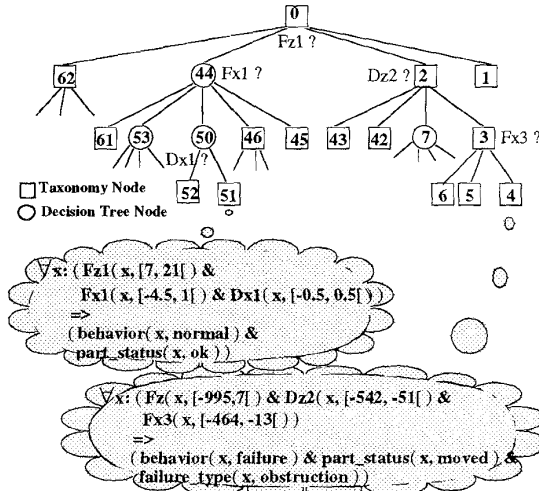 0
Fz1 ?
62
44 Fx1 ?
Dz2 ? 2
1
61
53
50
46
45
43
42
7
3 Fx3 ?
Dx1 ?
52
51
6
5
4
Taxonomy Node
Decision Tree Node
∀x: ( Fz1( x, [7, 21[ ) &
Fx1( x, [-4.5, 1[ ) & Dx1( x, [-0.5, 0.5[ ) )
=>
( behavior( x, normal ) &
part_status( x, ok ) )
∀x: ( Fz( x, [-995,7[ ) & Dz2( x, [-542, -51[ ) &
Fx3( x, [-464, -13[ ) )
=>
( behavior( x, failure ) & part_status( x, moved ) &
failure_type( x, obstruction ) )